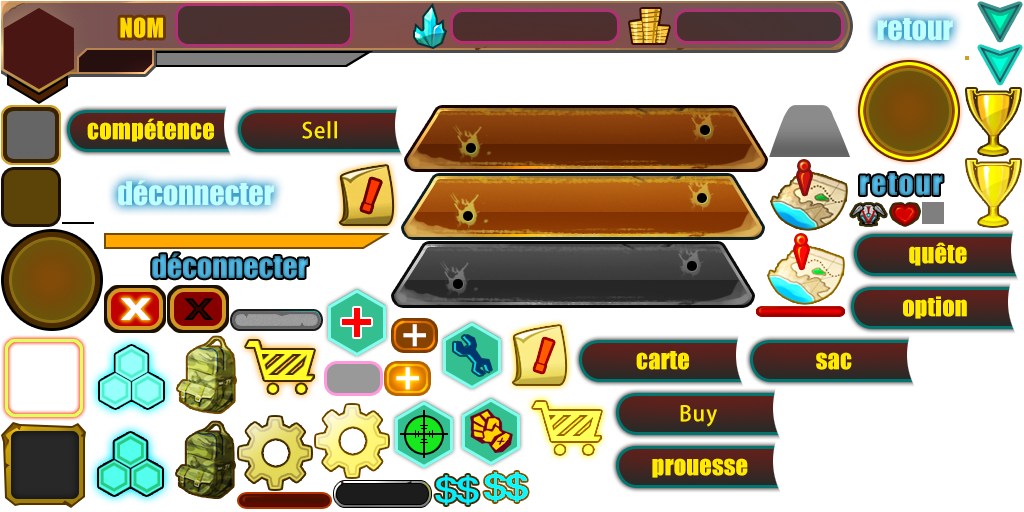 NOM
retour
compétence
Sell
déconnecter
retour
déconnecter
quête
option
X
X
carte
sac
Buy
prouesse
$$
$$